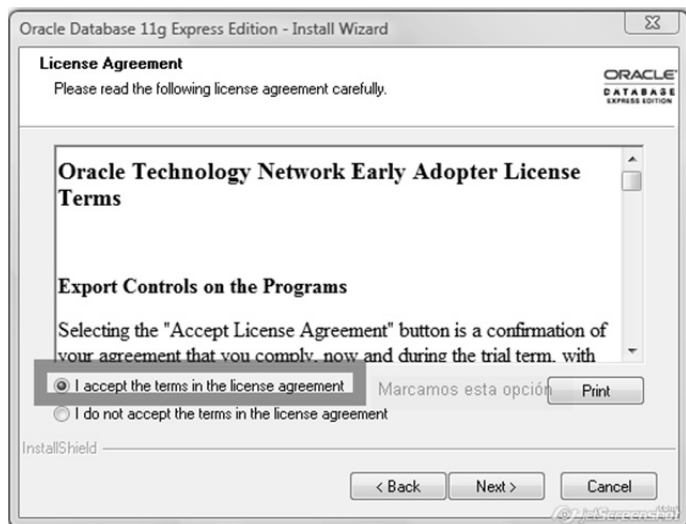 Oracle Database 11g Express Edition - Install Wizard
License Agreement
Please read the following license agreement carefully.
ORACLE
DATABASE
EXPRESS EDITION
Oracle Technology Network Early Adopter License
Terms
Export Controls on the Programs
Selecting the "Accept License Agreement" button is a confirmation of
your agreement that you comply, now and during the trial term, with
I accept the terms in the license agreement
Marcamos esta opción
Print
I do not accept the terms in the license agreement
InstallShield
< Back
Next >
Cancel
jetScreenshot